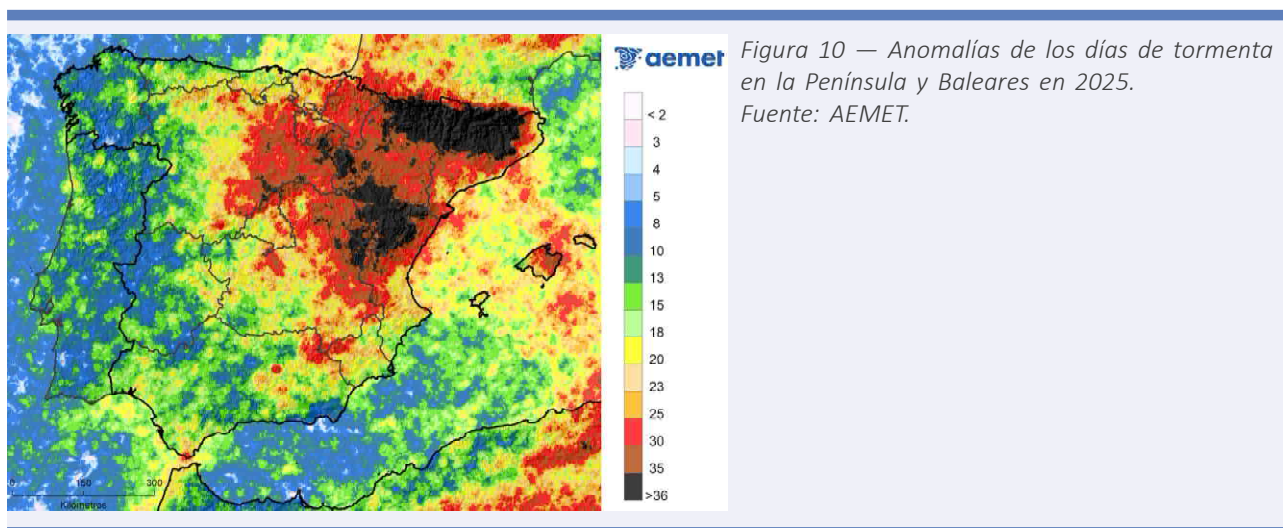 aemet
Figura 10 — Anomalías de los días de tormenta
en la Península y Baleares en 2025.
Fuente: AEMET.
< 2
3
4
5
8
10
13
15
18
20
23
25
30
35
>36
0 150 300
Kilómetros